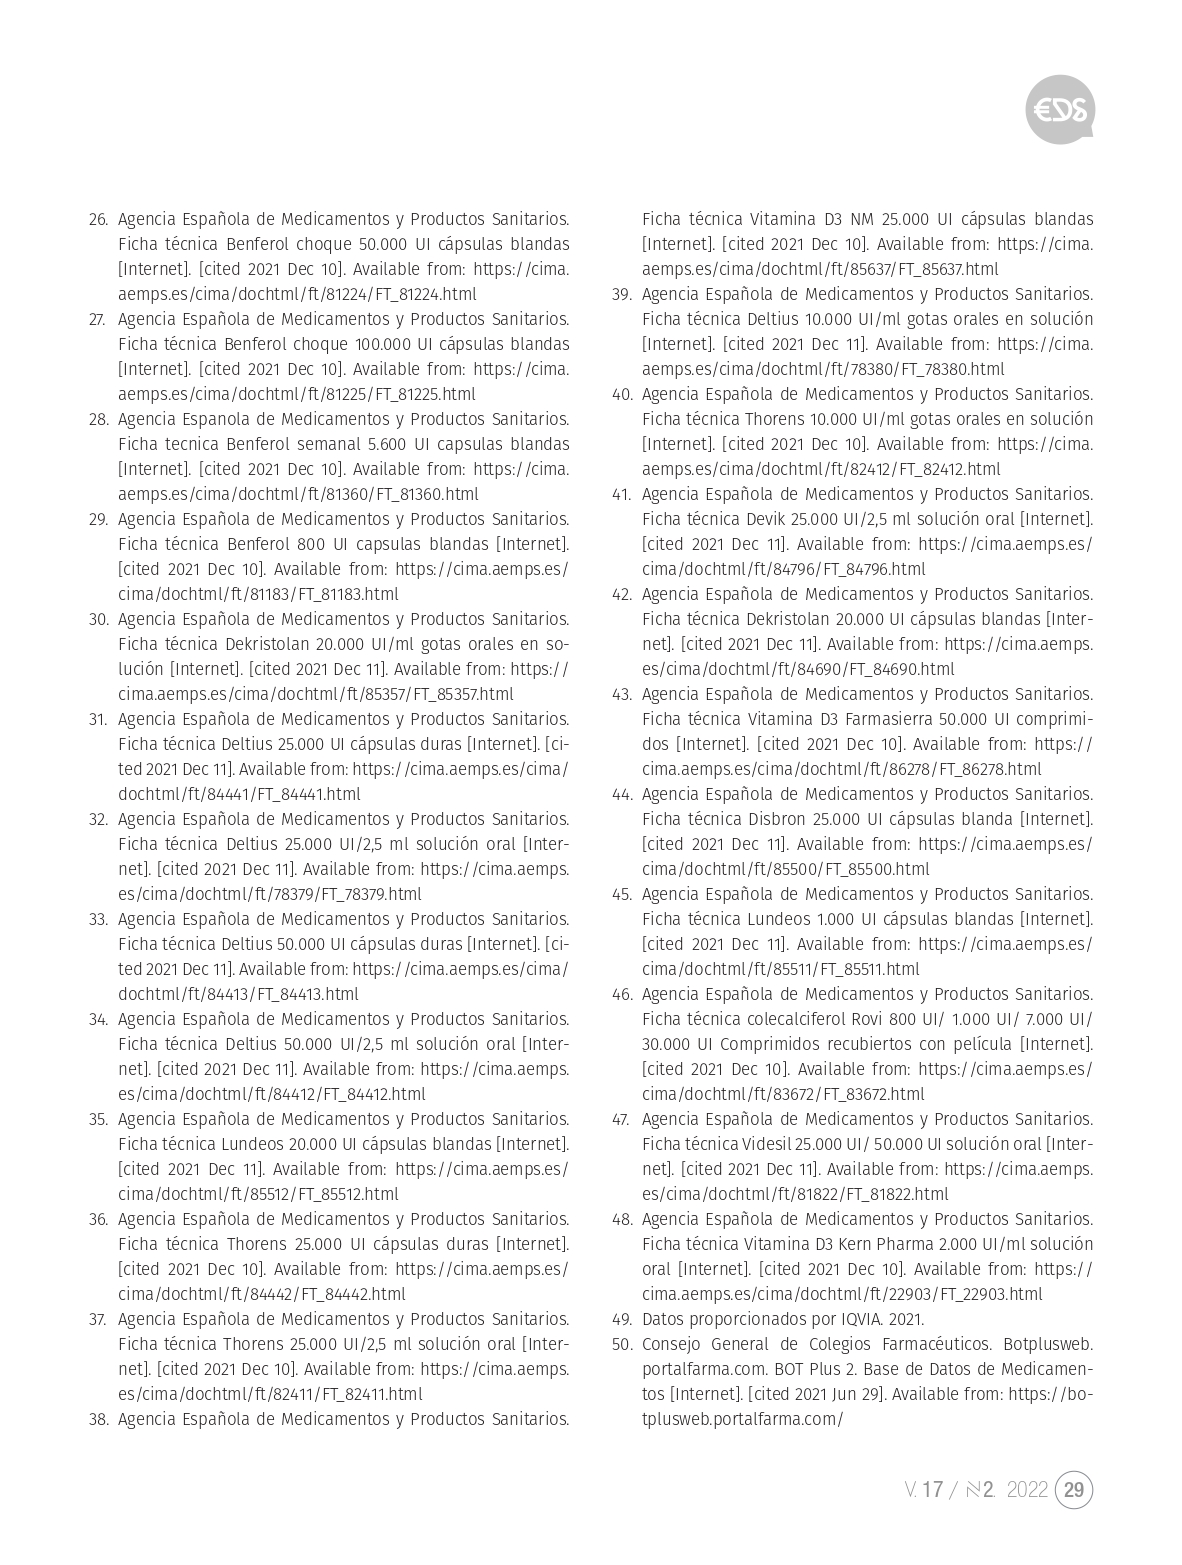 €DS
26. Agencia Española de Medicamentos y Productos Sanitarios.
Ficha técnica Benferol choque 50.000 UI cápsulas blandas
[Internet]. [cited 2021 Dec 10]. Available from: https://cima.
aemps.es/cima/dochtml/ft/81224/FT_81224.html
27. Agencia Española de Medicamentos y Productos Sanitarios.
Ficha técnica Benferol choque 100.000 UI cápsulas blandas
[Internet]. [cited 2021 Dec 10]. Available from: https://cima.
aemps.es/cima/dochtml/ft/81225/FT_81225.html
28. Agencia Espanola de Medicamentos y Productos Sanitarios.
Ficha tecnica Benferol semanal 5.600 UI capsulas blandas
[Internet]. [cited 2021 Dec 10]. Available from: https://cima.
aemps.es/cima/dochtml/ft/81360/FT_81360.html
29. Agencia Española de Medicamentos y Productos Sanitarios.
Ficha técnica Benferol 800 UI capsulas blandas [Internet].
[cited 2021 Dec 10]. Available from: https://cima.aemps.es/
cima/dochtml/ft/81183/FT_81183.html
30. Agencia Española de Medicamentos y Productos Sanitarios.
Ficha técnica Dekristolan 20.000 UI/ml gotas orales en so-
lución [Internet]. [cited 2021 Dec 11]. Available from: https://
cima.aemps.es/cima/dochtml/ft/85357/FT_85357.html
31. Agencia Española de Medicamentos y Productos Sanitarios.
Ficha técnica Deltius 25.000 UI cápsulas duras [Internet]. [ci-
ted 2021 Dec 11]. Available from: https://cima.aemps.es/cima/
dochtml/ft/84441/FT_84441.html
32. Agencia Española de Medicamentos y Productos Sanitarios.
Ficha técnica Deltius 25.000 UI/2,5 ml solución oral [Inter-
net]. [cited 2021 Dec 11]. Available from: https://cima.aemps.
es/cima/dochtml/ft/78379/FT_78379.html
33. Agencia Española de Medicamentos y Productos Sanitarios.
Ficha técnica Deltius 50.000 UI cápsulas duras [Internet]. [ci-
ted 2021 Dec 11]. Available from: https://cima.aemps.es/cima/
dochtml/ft/84413/FT_84413.html
34. Agencia Española de Medicamentos y Productos Sanitarios.
Ficha técnica Deltius 50.000 UI/2,5 ml solución oral [Inter-
net]. [cited 2021 Dec 11]. Available from: https://cima.aemps.
es/cima/dochtml/ft/84412/FT_84412.html
35. Agencia Española de Medicamentos y Productos Sanitarios.
Ficha técnica Lundeos 20.000 UI cápsulas blandas [Internet].
[cited 2021 Dec 11]. Available from: https://cima.aemps.es/
cima/dochtml/ft/85512/FT_85512.html
36. Agencia Española de Medicamentos y Productos Sanitarios.
Ficha técnica Thorens 25.000 UI cápsulas duras [Internet].
[cited 2021 Dec 10]. Available from: https://cima.aemps.es/
cima/dochtml/ft/84442/FT_84442.html
37. Agencia Española de Medicamentos y Productos Sanitarios.
Ficha técnica Thorens 25.000 UI/2,5 ml solución oral [Inter-
net]. [cited 2021 Dec 10]. Available from: https://cima.aemps.
es/cima/dochtml/ft/82411/FT_82411.html
38. Agencia Española de Medicamentos y Productos Sanitarios.
Ficha técnica Vitamina D3 NM 25.000 UI cápsulas blandas
[Internet]. [cited 2021 Dec 10]. Available from: https://cima.
aemps.es/cima/dochtml/ft/85637/FT_85637.html
39. Agencia Española de Medicamentos y Productos Sanitarios.
Ficha técnica Deltius 10.000 UI/ml gotas orales en solución
[Internet]. [cited 2021 Dec 11]. Available from: https://cima.
aemps.es/cima/dochtml/ft/78380/FT_78380.html
40. Agencia Española de Medicamentos y Productos Sanitarios.
Ficha técnica Thorens 10.000 UI/ml gotas orales en solución
[Internet]. [cited 2021 Dec 10]. Available from: https://cima.
aemps.es/cima/dochtml/ft/82412/FT_82412.html
41. Agencia Española de Medicamentos y Productos Sanitarios.
Ficha técnica Devik 25.000 UI/2,5 ml solución oral [Internet].
[cited 2021 Dec 11]. Available from: https://cima.aemps.es/
cima/dochtml/ft/84796/FT_84796.html
42. Agencia Española de Medicamentos y Productos Sanitarios.
Ficha técnica Dekristolan 20.000 UI cápsulas blandas [Inter-
net]. [cited 2021 Dec 11]. Available from: https://cima.aemps.
es/cima/dochtml/ft/84690/FT_84690.html
43. Agencia Española de Medicamentos y Productos Sanitarios.
Ficha técnica Vitamina D3 Farmasierra 50.000 UI comprimi-
dos [Internet]. [cited 2021 Dec 10]. Available from: https://
cima.aemps.es/cima/dochtml/ft/86278/FT_86278.html
44. Agencia Española de Medicamentos y Productos Sanitarios.
Ficha técnica Disbron 25.000 UI cápsulas blanda [Internet].
[cited 2021 Dec 11]. Available from: https://cima.aemps.es/
cima/dochtml/ft/85500/FT_85500.html
45. Agencia Española de Medicamentos y Productos Sanitarios.
Ficha técnica Lundeos 1.000 UI cápsulas blandas [Internet].
[cited 2021 Dec 11]. Available from: https://cima.aemps.es/
cima/dochtml/ft/85511/FT_85511.html
46. Agencia Española de Medicamentos y Productos Sanitarios.
Ficha técnica colecalciferol Rovi 800 UI/ 1.000 UI/ 7.000 UI/
30.000 UI Comprimidos recubiertos con película [Internet].
[cited 2021 Dec 10]. Available from: https://cima.aemps.es/
cima/dochtml/ft/83672/FT_83672.html
47. Agencia Española de Medicamentos y Productos Sanitarios.
Ficha técnica Videsil 25.000 UI/ 50.000 UI solución oral [Inter-
net]. [cited 2021 Dec 11]. Available from: https://cima.aemps.
es/cima/dochtml/ft/81822/FT_81822.html
48. Agencia Española de Medicamentos y Productos Sanitarios.
Ficha técnica Vitamina D3 Kern Pharma 2.000 UI/ml solución
oral [Internet]. [cited 2021 Dec 10]. Available from: https://
cima.aemps.es/cima/dochtml/ft/22903/FT_22903.html
49. Datos proporcionados por IQVIA. 2021.
50. Consejo General de Colegios Farmacéuticos. Botplusweb.
portalfarma.com. BOT Plus 2. Base de Datos de Medicamen-
tos [Internet]. [cited 2021 Jun 29]. Available from: https://bo-
tplusweb.portalfarma.com/
V. 17 / N2. 2022 29